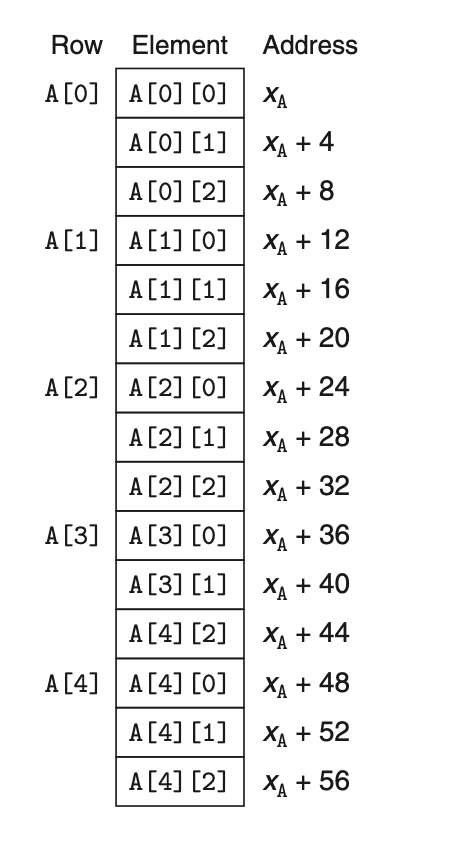 Row Element Address
A[0] A[0][0] xA
A[0][1] xA + 4
A[0][2] xA + 8
A[1] A[1][0] xA + 12
A[1][1] xA + 16
A[1][2] xA + 20
A[2] A[2][0] xA + 24
A[2][1] xA + 28
A[2][2] xA + 32
A[3] A[3][0] xA + 36
A[3][1] xA + 40
A[4][2] xA + 44
A[4] A[4][0] xA + 48
A[4][1] xA + 52
A[4][2] xA + 56